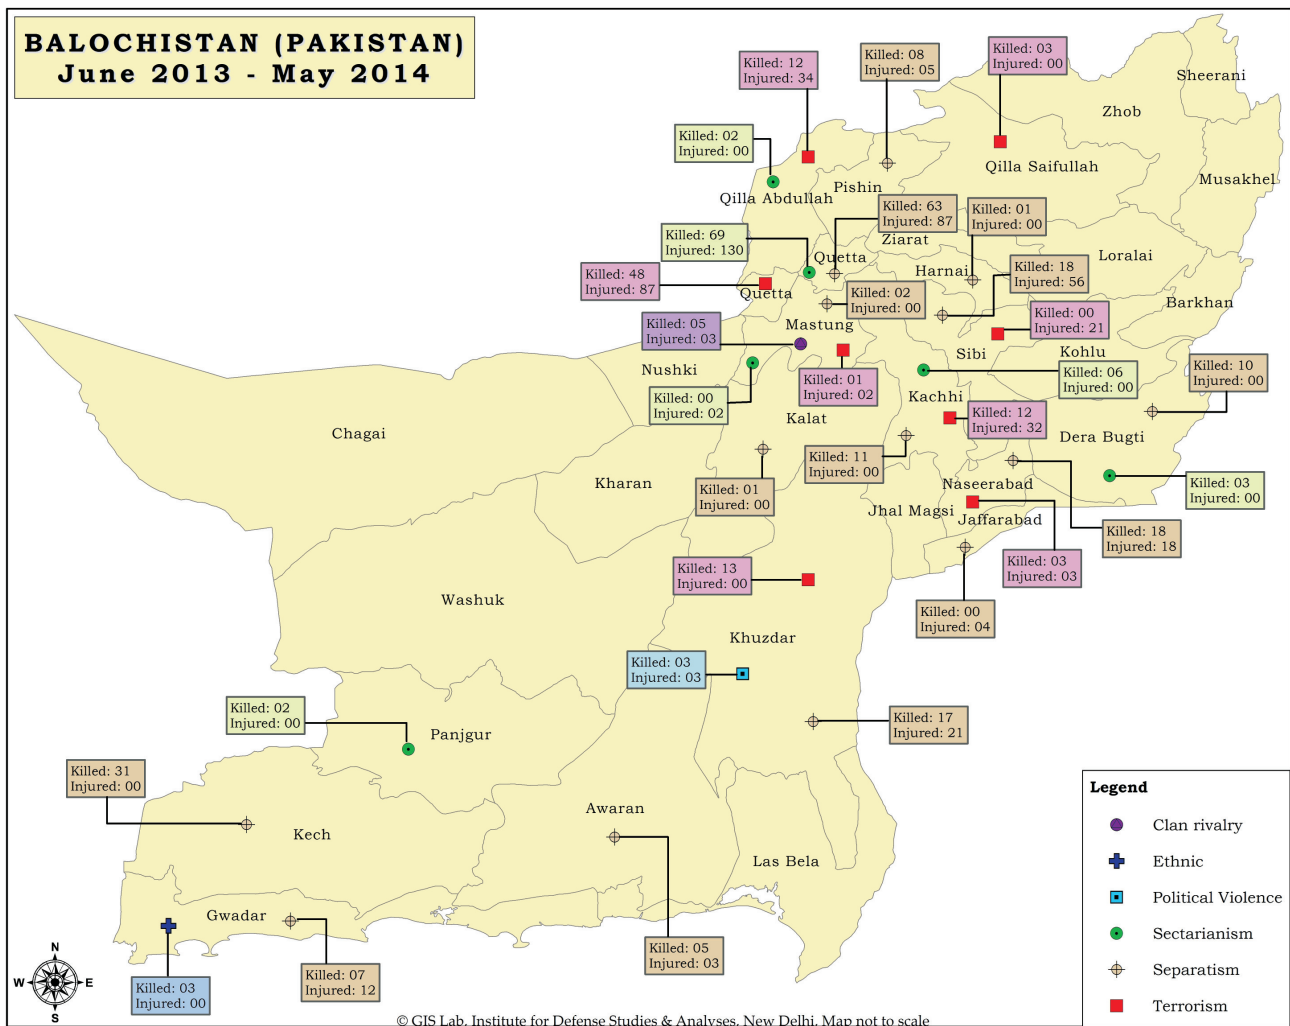 BALOCHISTAN (PAKISTAN)
June 2013 - May 2014
Killed: 12
Injured: 34
Killed: 08
Injured: 05
Killed: 03
Injured: 00
Sheerani
Zhob
Killed: 02
Injured: 00
Qilla Saifullah
Musakhel
Pishin
Qilla Abdullah
Killed: 63
Injured: 87
Killed: 01
Injured: 00
Killed: 69
Injured: 130
Ziarat
Quetta
Loralai
Harnai
Killed: 18
Injured: 56
Killed: 48
Injured: 87
Quetta
Killed: 02
Injured: 00
Barkhan
Killed: 05
Injured: 03
Mastung
Killed: 00
Injured: 21
Sibi
Kohlu
Nushki
Killed: 10
Injured: 00
Killed: 01
Injured: 02
Killed: 06
Injured: 00
Killed: 00
Injured: 02
Kachhi
Kalat
Killed: 12
Injured: 32
Chagai
Dera Bugti
Killed: 11
Injured: 00
Kharan
Killed: 01
Injured: 00
Naseerabad
Killed: 03
Injured: 00
Jhal Magsi
Jaffarabad
Killed: 18
Injured: 18
Killed: 13
Injured: 00
Killed: 03
Injured: 03
Washuk
Killed: 00
Injured: 04
Khuzdar
Killed: 03
Injured: 03
Killed: 02
Injured: 00
Killed: 17
Injured: 21
Panjgur
Killed: 31
Injured: 00
Awaran
Kech
Las Bela
Gwadar
Killed: 05
Injured: 03
Killed: 07
Injured: 12
Killed: 03
Injured: 00
N
W
E
S
Legend
Clan rivalry
Ethnic
Political Violence
Sectarianism
Separatism
Terrorism
© GIS Lab, Institute for Defense Studies & Analyses, New Delhi. Map not to scale